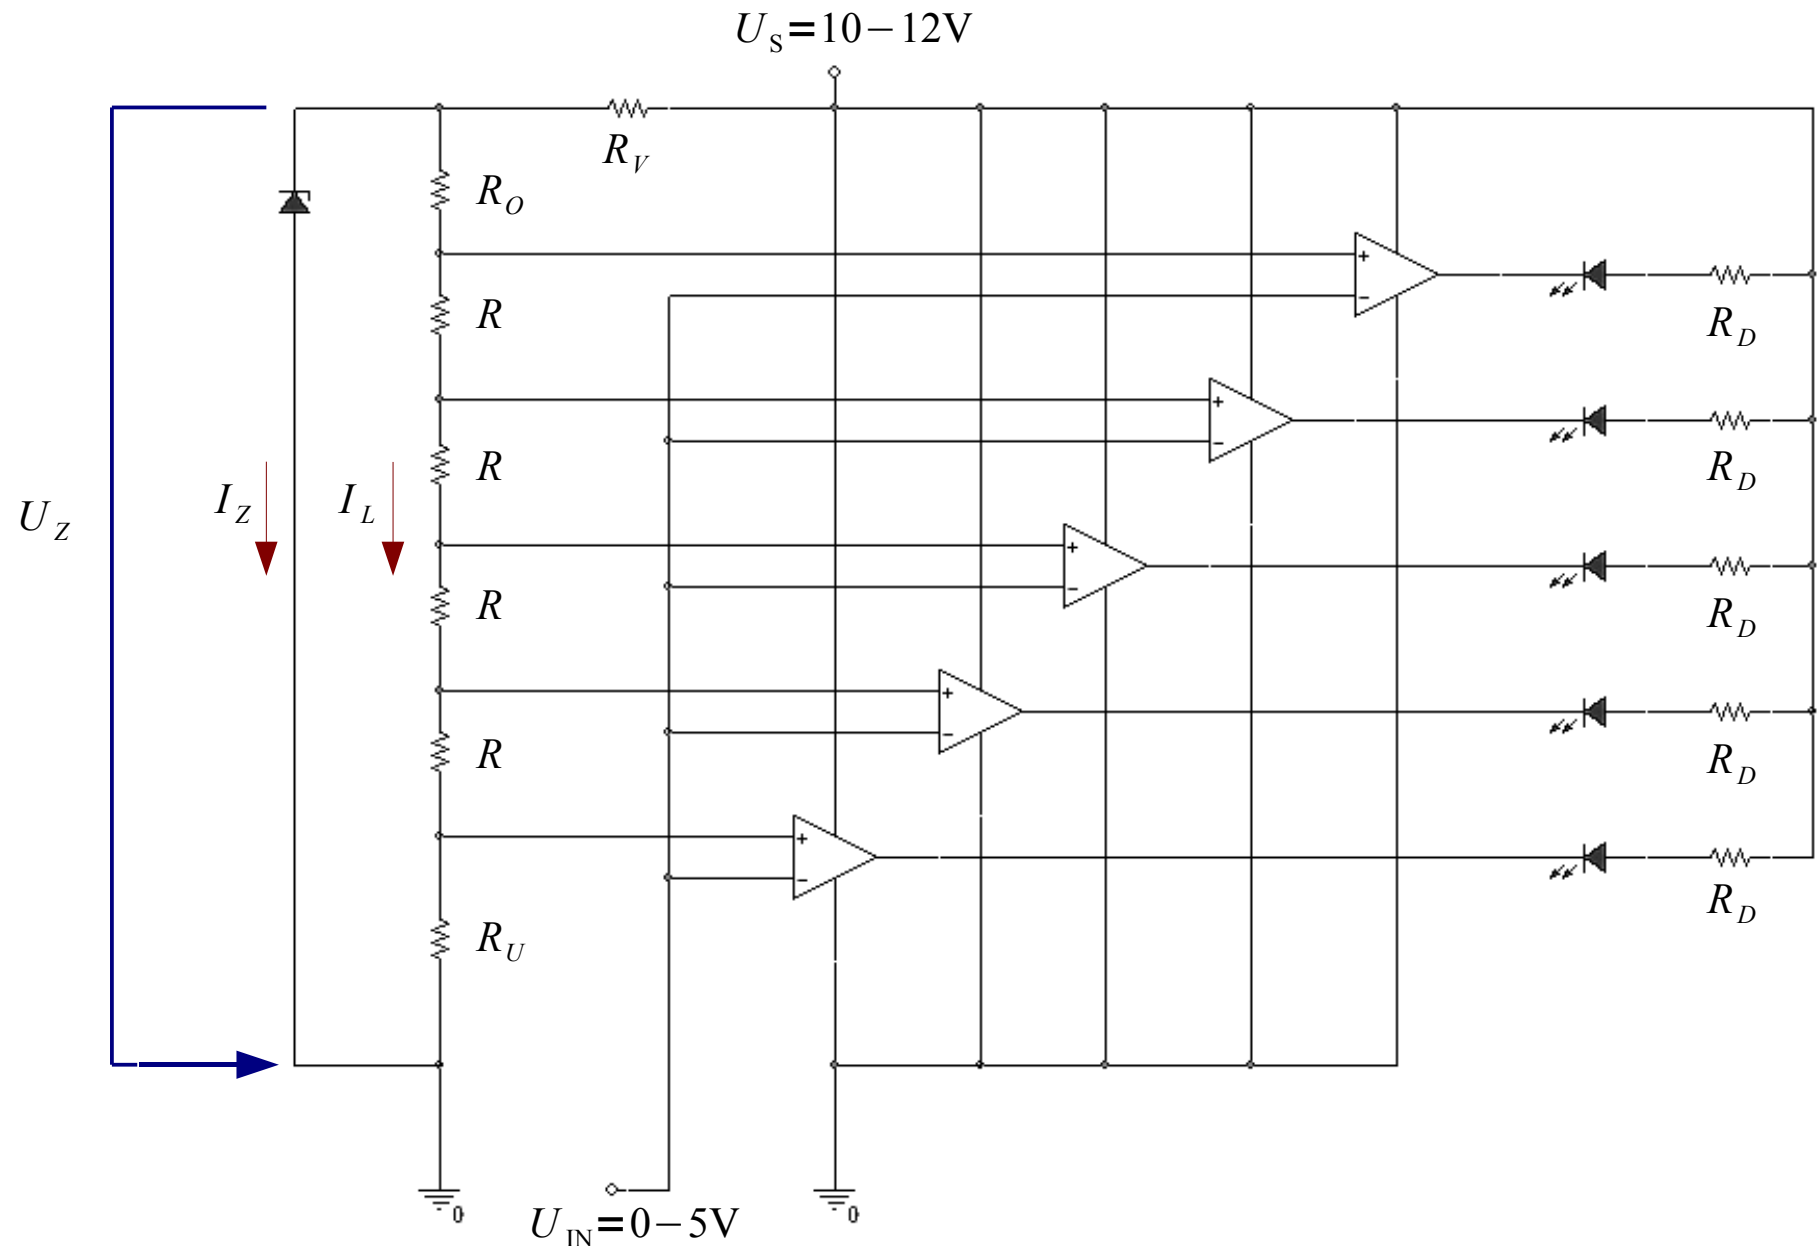 U_S=10−12V
R_V
R_O
+
−
R
R_D
+
−
R
R_D
I_Z
I_L
U_Z
+
−
R
R_D
+
−
R
R_D
+
−
R_U
R_D
0
0
U_IN=0−5V